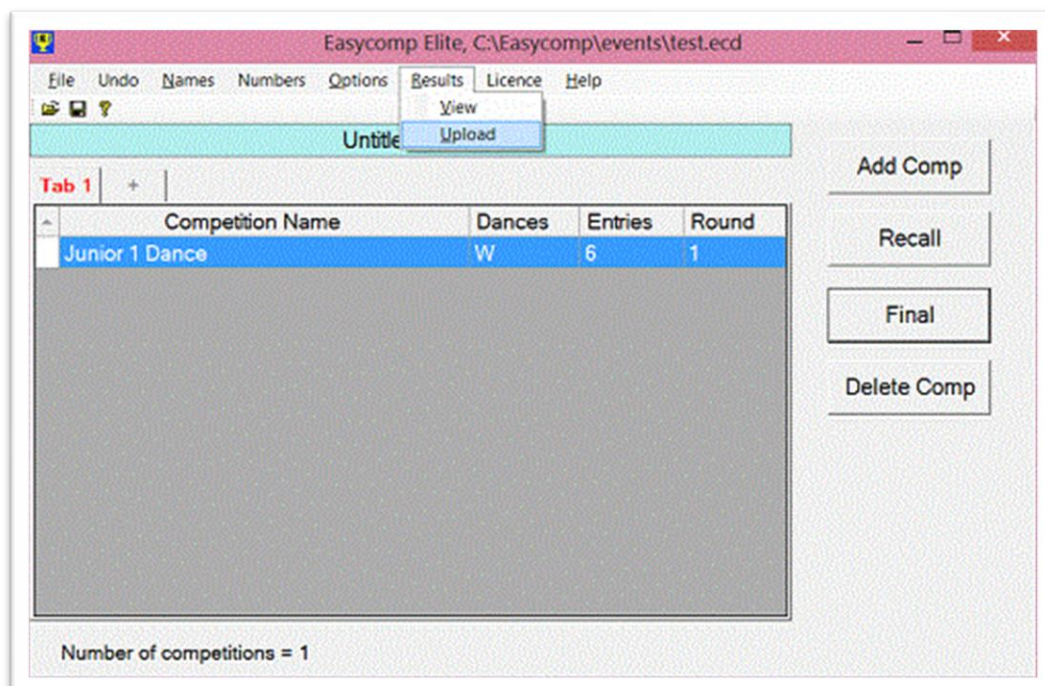 Easycomp Elite, C:\Easycomp\events\test.ecd
File Undo Names Numbers Options Results Licence Help
View
Upload
Tab 1 +
Competition Name Dances Entries Round
Junior 1 Dance W 6 1
Add Comp
Recall
Final
Delete Comp
Number of competitions = 1